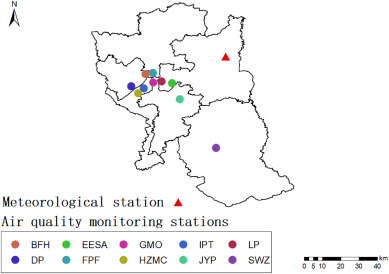 N
Meteorological station
Air quality monitoring stations
BFH EESA GMO IPT LP
DP FPF HZMC JYP SWZ
0 5 10 20 30 40
km